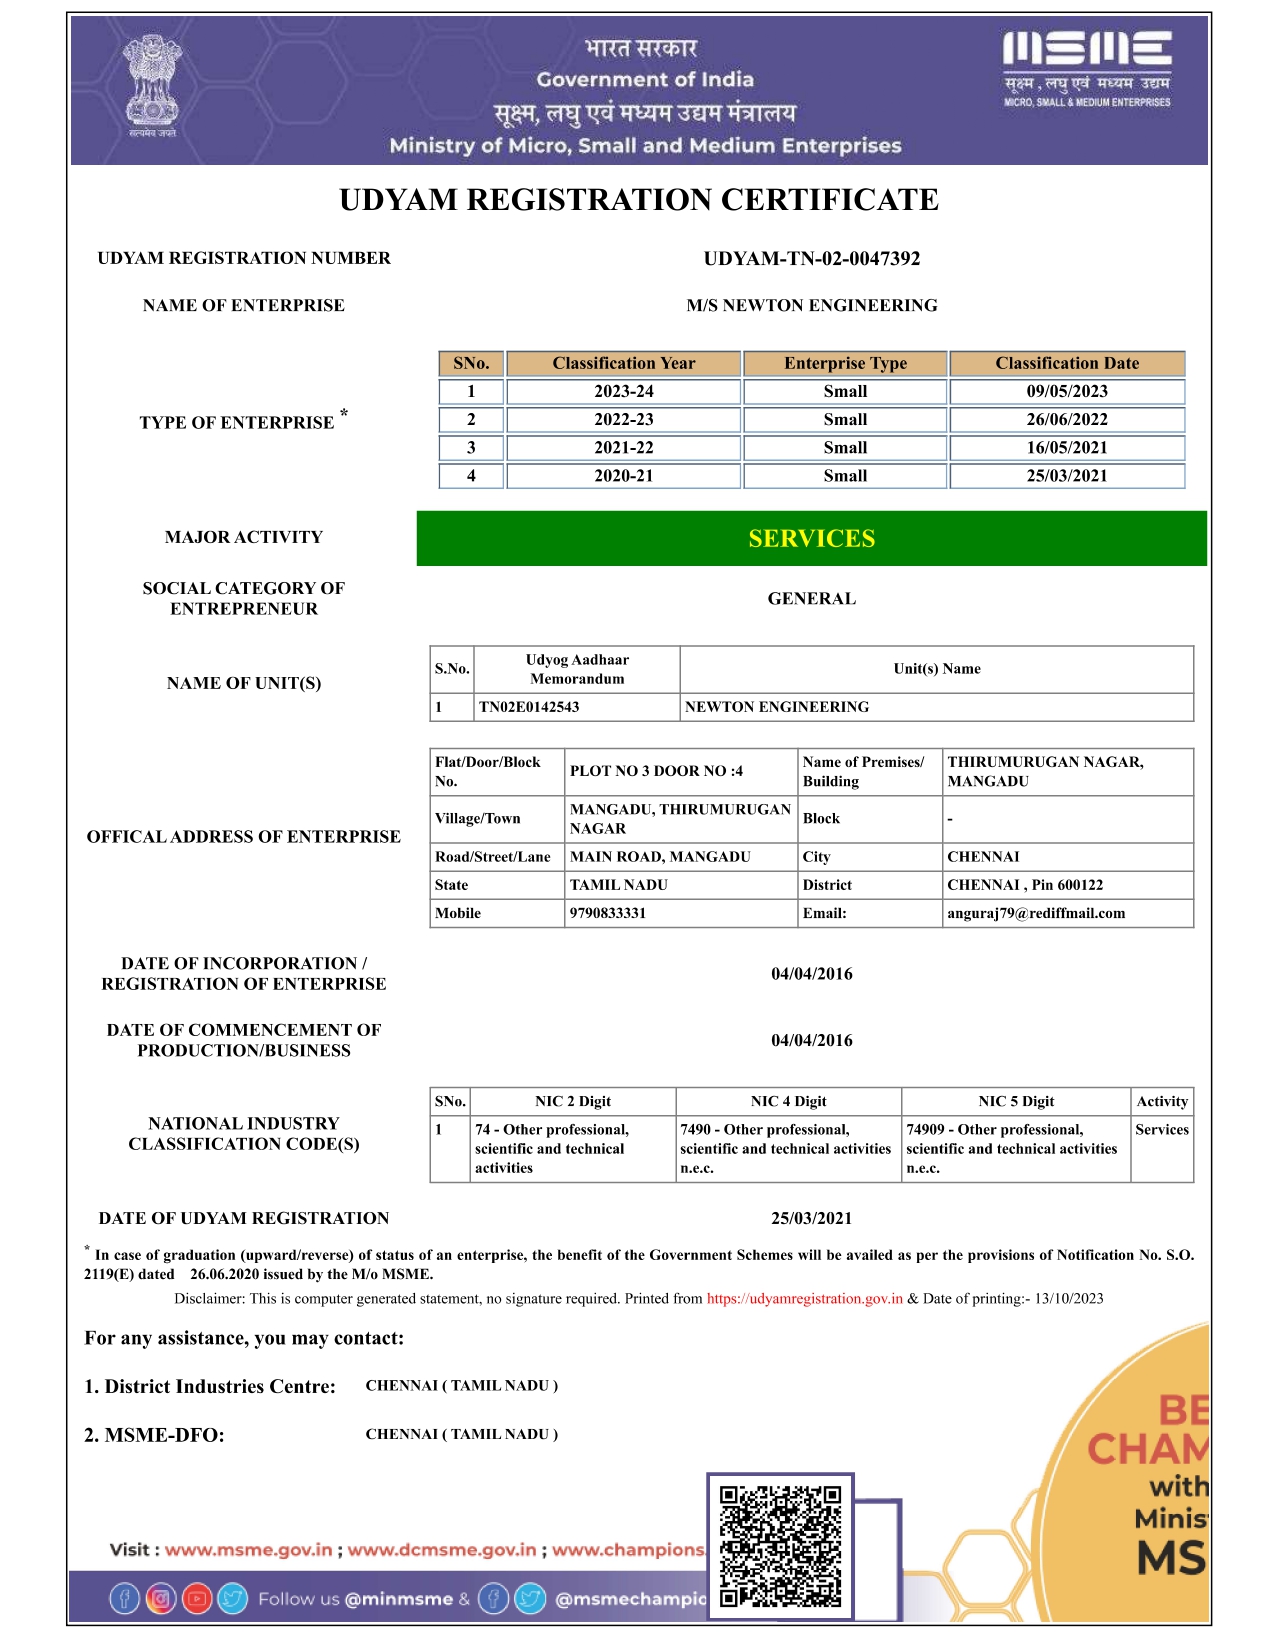 सत्यमेव जयते
भारत सरकार
Government of India
सूक्ष्म, लघु एवं मध्यम उद्यम मंत्रालय
Ministry of Micro, Small and Medium Enterprises
MSME
सूक्ष्म , लघु एवं मध्यम उद्यम
MICRO, SMALL & MEDIUM ENTERPRISES
UDYAM REGISTRATION CERTIFICATE
UDYAM REGISTRATION NUMBER UDYAM-TN-02-0047392
NAME OF ENTERPRISE M/S NEWTON ENGINEERING
TYPE OF ENTERPRISE *
SNo. Classification Year Enterprise Type Classification Date
1 2023-24 Small 09/05/2023
2 2022-23 Small 26/06/2022
3 2021-22 Small 16/05/2021
4 2020-21 Small 25/03/2021
MAJOR ACTIVITY SERVICES
SOCIAL CATEGORY OF
ENTREPRENEUR
GENERAL
NAME OF UNIT(S)
S.No. Udyog Aadhaar
Memorandum
Unit(s) Name
1 TN02E0142543 NEWTON ENGINEERING
OFFICAL ADDRESS OF ENTERPRISE
Flat/Door/Block
No.
PLOT NO 3 DOOR NO :4
Name of Premises/
Building
THIRUMURUGAN NAGAR,
MANGADU
Village/Town
MANGADU, THIRUMURUGAN
NAGAR
Block -
Road/Street/Lane MAIN ROAD, MANGADU City CHENNAI
State TAMIL NADU District CHENNAI , Pin 600122
Mobile 9790833331 Email: anguraj79@rediffmail.com
DATE OF INCORPORATION /
REGISTRATION OF ENTERPRISE
04/04/2016
DATE OF COMMENCEMENT OF
PRODUCTION/BUSINESS
04/04/2016
NATIONAL INDUSTRY
CLASSIFICATION CODE(S)
SNo. NIC 2 Digit NIC 4 Digit NIC 5 Digit Activity
1
74 - Other professional,
scientific and technical
activities
7490 - Other professional,
scientific and technical activities
n.e.c.
74909 - Other professional,
scientific and technical activities
n.e.c.
Services
DATE OF UDYAM REGISTRATION 25/03/2021
* In case of graduation (upward/reverse) of status of an enterprise, the benefit of the Government Schemes will be availed as per the provisions of Notification No. S.O.
2119(E) dated 26.06.2020 issued by the M/o MSME.
Disclaimer: This is computer generated statement, no signature required. Printed from https://udyamregistration.gov.in & Date of printing:- 13/10/2023
For any assistance, you may contact:
1. District Industries Centre: CHENNAI ( TAMIL NADU )
2. MSME-DFO: CHENNAI ( TAMIL NADU )
BE
CHAM
with
Minis
MS
Visit : www.msme.gov.in ; www.dcmsme.gov.in ; www.champions.
Follow us @minmsme & @msmechampio